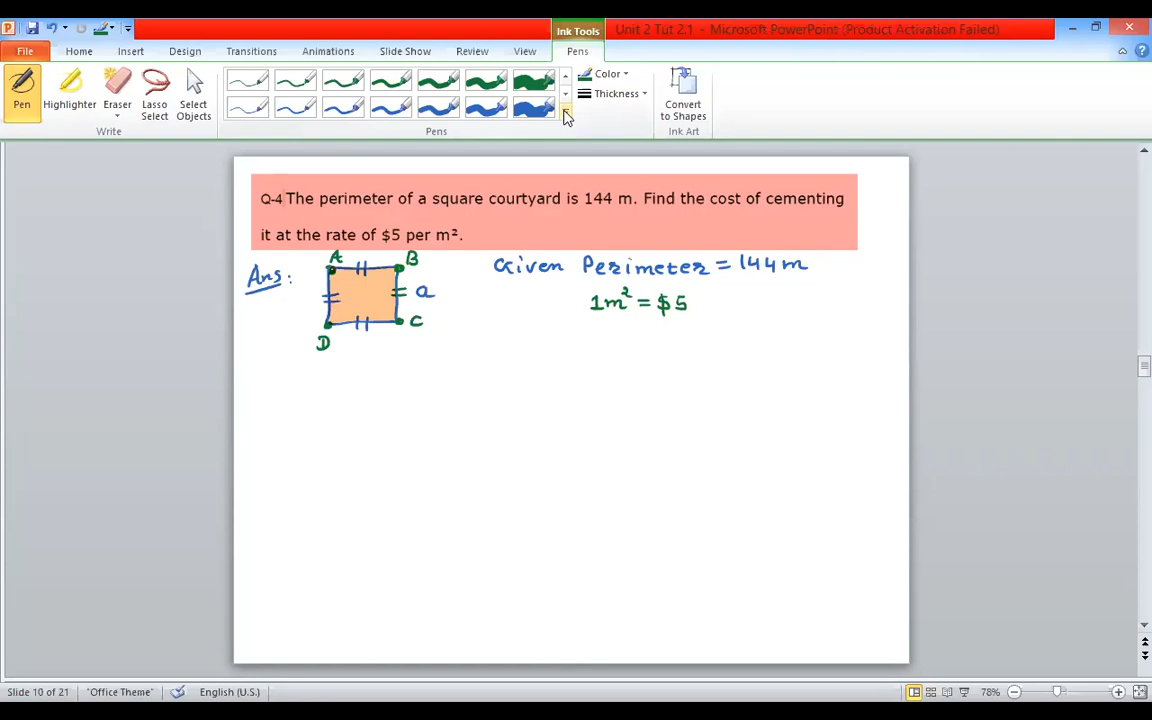 Ink Tools
Unit 2 Tut 2.1 - Microsoft PowerPoint (Product Activation Failed)
File Home Insert Design Transitions Animations Slide Show Review View Pens
Pen Highlighter Eraser Lasso Select Select Objects Color Thickness Convert to Shapes
Write Pens Ink Art
Q-4 The perimeter of a square courtyard is 144 m. Find the cost of cementing
it at the rate of $5 per m².
Ans: A B Given Perimeter = 144m
a 1m² = $5
C
D
Slide 10 of 21 "Office Theme" English (U.S.) 78%